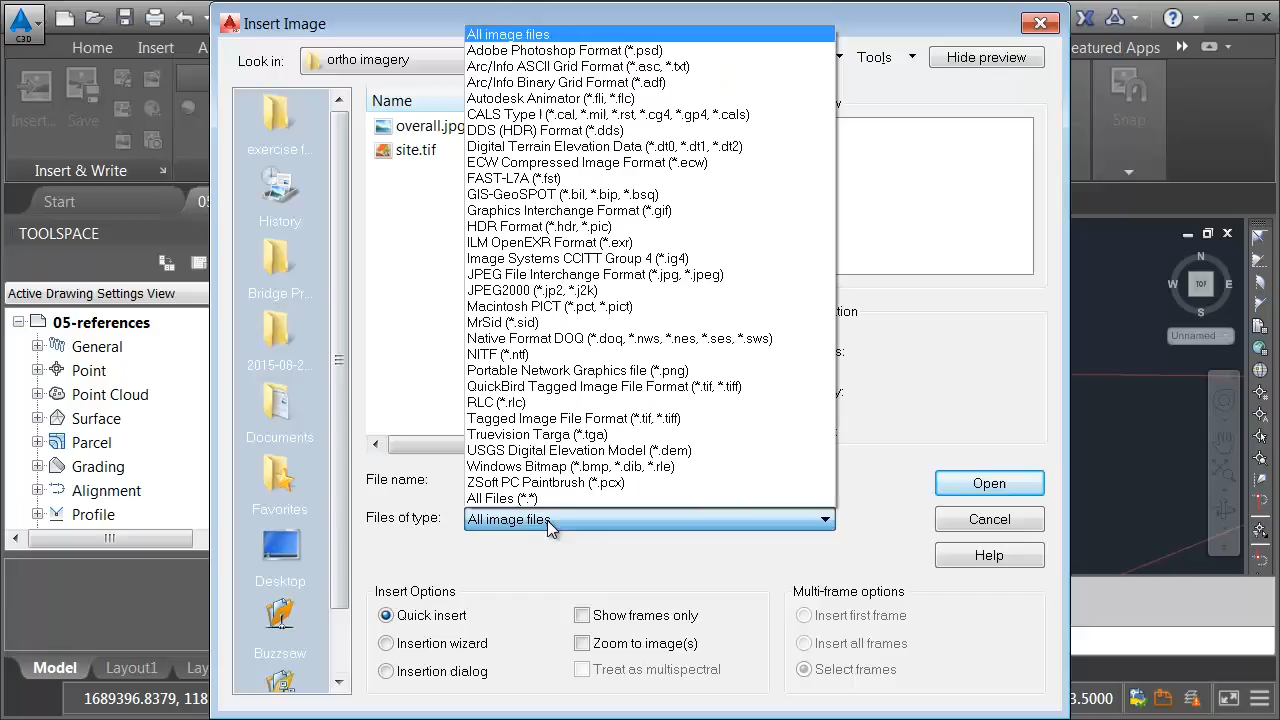 C3D
Home
Insert
Insert...
Save
Insert & Write
Start
05
TOOLSPACE
Active Drawing Settings View
05-references
General
Point
Point Cloud
Surface
Parcel
Grading
Alignment
Profile
Model
Layout1
1689396.8379, 118
Insert Image
Look in:
ortho imagery
Tools
Hide preview
exercise f...
History
Bridge Pr...
2015-08-2...
Documents
Favorites
Desktop
Buzzsaw
Name
overall.jpg
site.tif
All image files
Adobe Photoshop Format (*.psd)
Arc/Info ASCII Grid Format (*.asc, *.txt)
Arc/Info Binary Grid Format (*.adf)
Autodesk Animator (*.fli, *.flc)
CALS Type I (*.cal, *.mil, *.rst *.cg4, *.gp4, *.cals)
DDS (HDR) Format (*.dds)
Digital Terrain Elevation Data (*.dt0, *.dt1, *.dt2)
ECW Compressed Image Format (*.ecw)
FAST-L7A (*.fst)
GIS-GeoSPOT (*.bil, *.bip, *.bsq)
Graphics Interchange Format (*.gif)
HDR Format (*.hdr, *.pic)
ILM OpenEXR Format (*.exr)
Image Systems CCITT Group 4 (*.ig4)
JPEG File Interchange Format (*.jpg, *.jpeg)
JPEG2000 (*.jp2, *.j2k)
Macintosh PICT (*.pct, *.pict)
MrSid (*.sid)
Native Format DOQ (*.doq, *.nws, *.nes, *.ses, *.sws)
NITF (*.ntf)
Portable Network Graphics file (*.png)
QuickBird Tagged Image File Format (*.tif, *.tiff)
RLC (*.rlc)
Tagged Image File Format (*.tif, *.tiff)
Truevision Targa (*.tga)
USGS Digital Elevation Model (*.dem)
Windows Bitmap (*.bmp, *.dib, *.rle)
ZSoft PC Paintbrush (*.pcx)
All Files (*.*)
File name:
Files of type:
All image files
Open
Cancel
Help
Insert Options
Quick insert
Insertion wizard
Insertion dialog
Show frames only
Zoom to image(s)
Treat as multispectral
Multi-frame options
Insert first frame
Insert all frames
Select frames
eatured Apps
Snap
N
W
TOP
E
S
Unnamed
3.5000